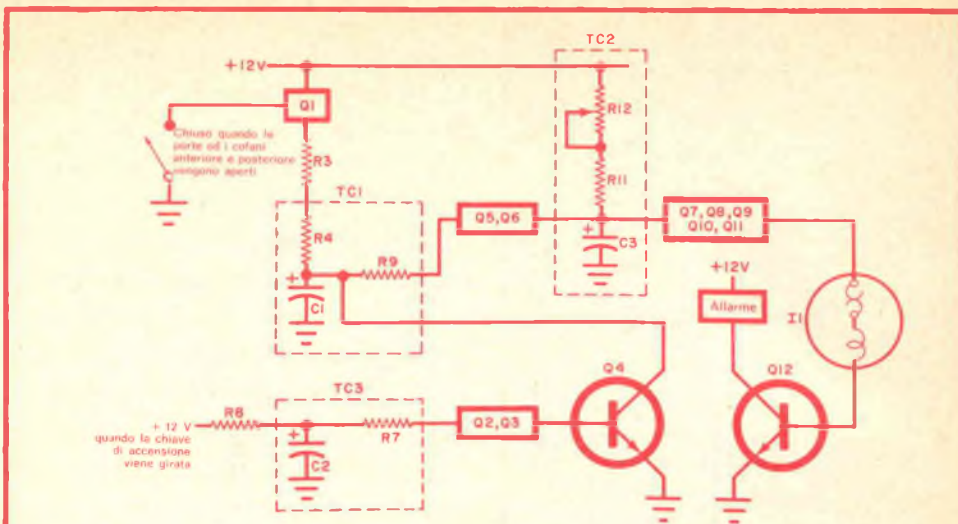 TC2
+12V
Q1
R12
Chiuso quando le
porte od i cofani
anteriore e posteriore
vengono aperti
R3
R11
TC1
Q5,Q6
Q7, Q8, Q9
Q10, Q11
R4
R9
C3
+12V
C1
Allarme
I1
Q4
Q12
TC3
R8
+ 12 V
quando la chiave
di accensione
viene girata
R7
Q2,Q3
C2